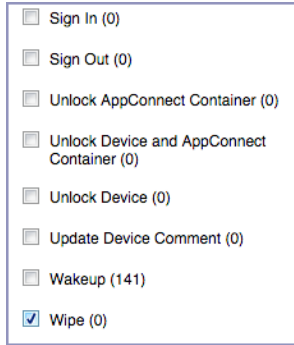 Sign In (0)
Sign Out (0)
Unlock AppConnect Container (0)
Unlock Device and AppConnect
Container (0)
Unlock Device (0)
Update Device Comment (0)
Wakeup (141)
Wipe (0)